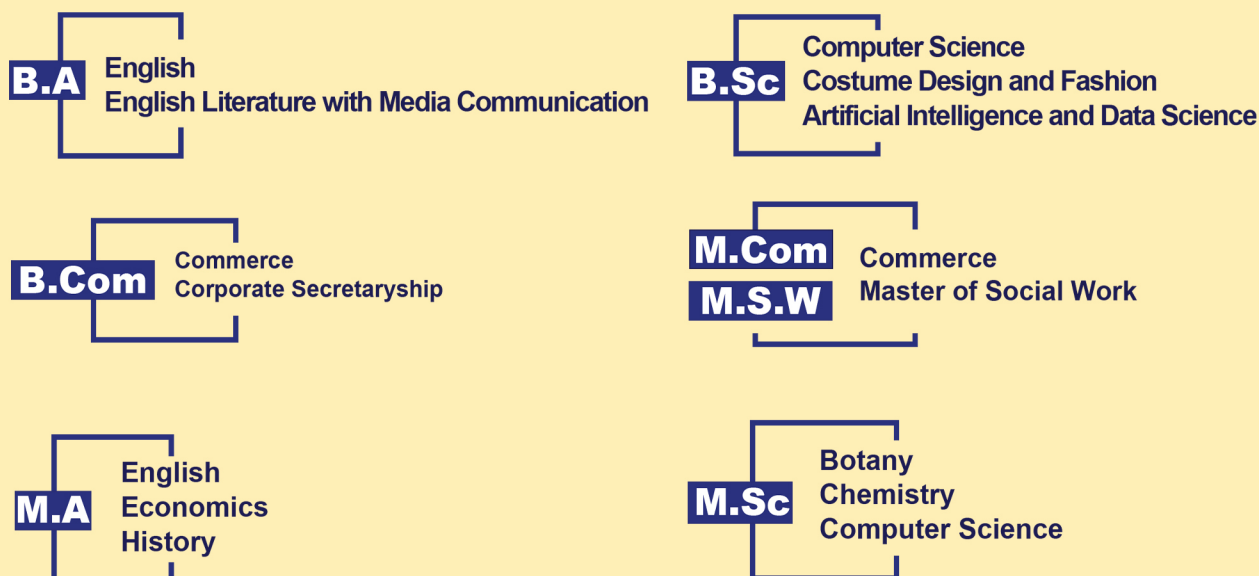 B.A
English
English Literature with Media Communication
B.Sc
Computer Science
Costume Design and Fashion
Artificial Intelligence and Data Science
B.Com
Commerce
Corporate Secretaryship
M.Com
M.S.W
Commerce
Master of Social Work
M.A
English
Economics
History
M.Sc
Botany
Chemistry
Computer Science